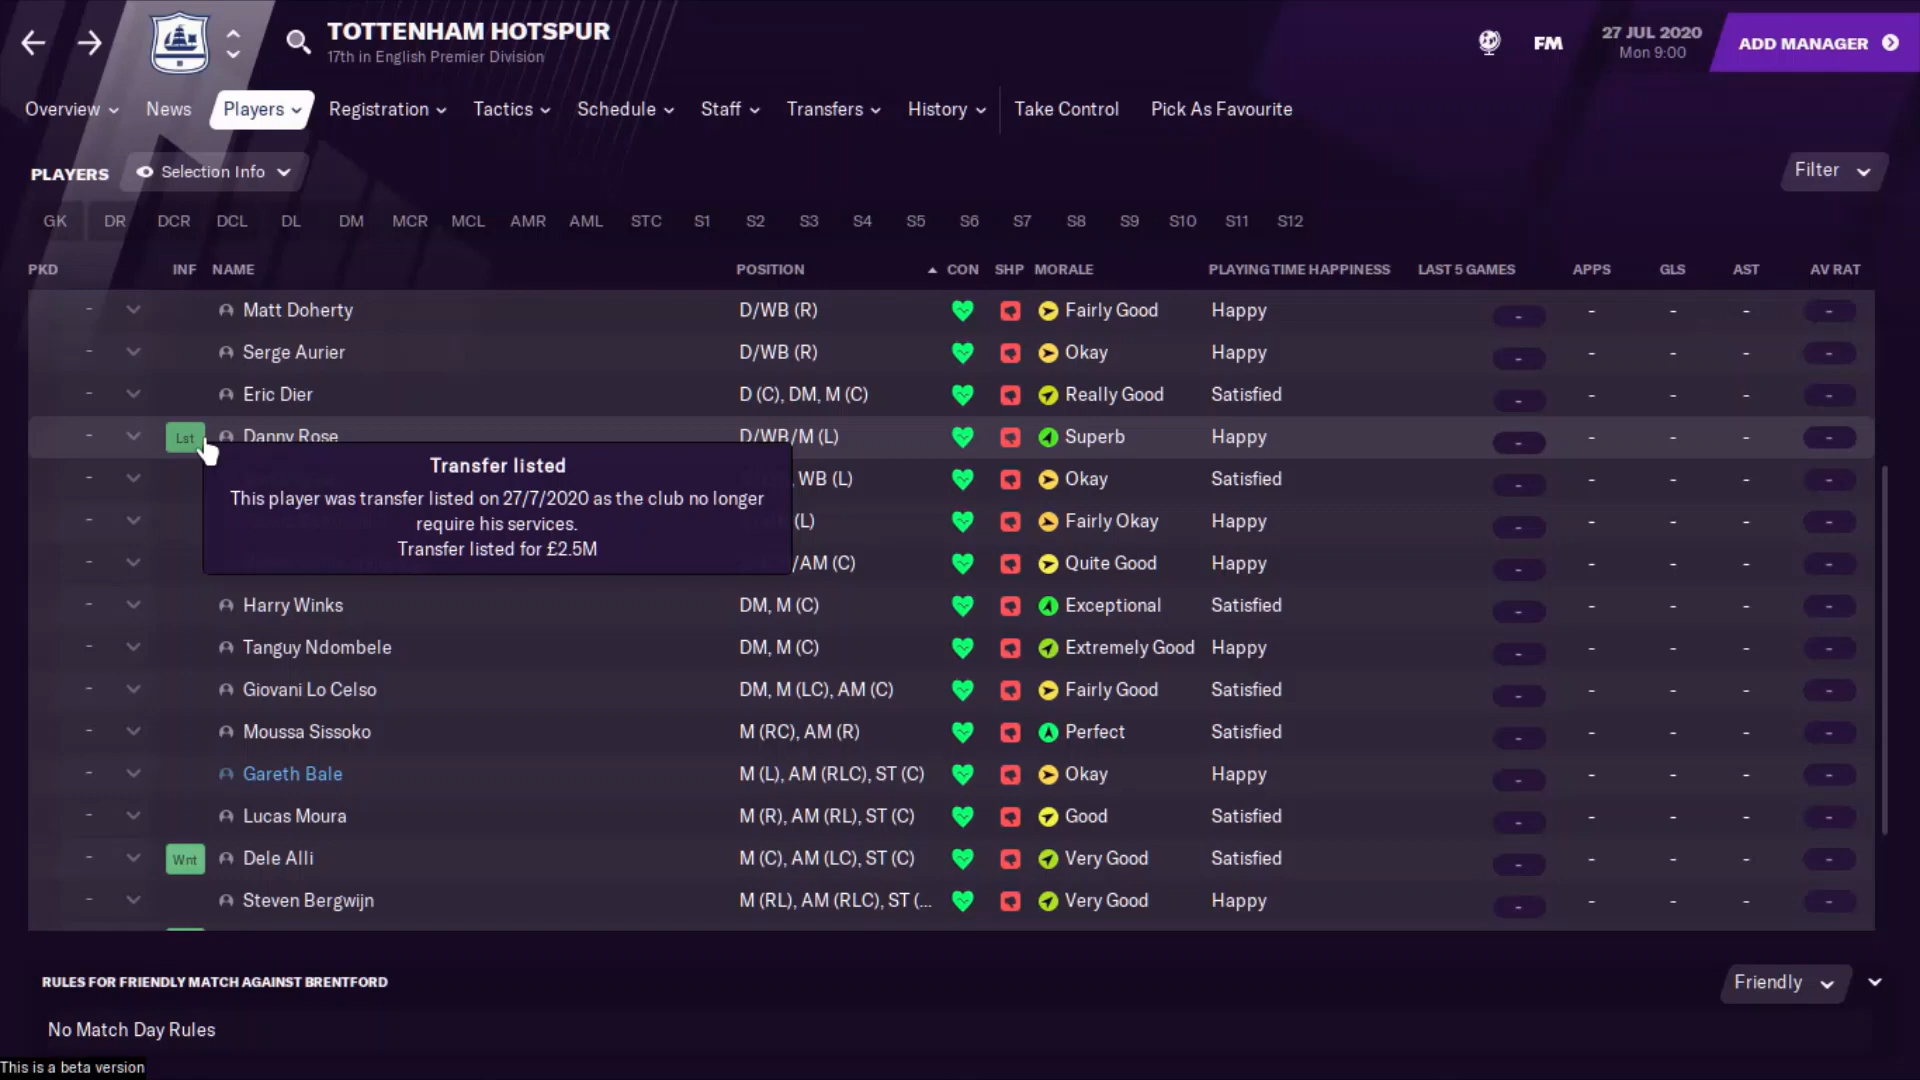 TOTTENHAM HOTSPUR
17th in English Premier Division
FM
27 JUL 2020
Mon 9:00
ADD MANAGER
Overview News Players Registration Tactics Schedule Staff Transfers History Take Control Pick As Favourite
PLAYERS Selection Info Filter
GK DR DCR DCL DL DM MCR MCL AMR AML STC S1 S2 S3 S4 S5 S6 S7 S8 S9 S10 S11 S12
PKD INF NAME POSITION CON SHP MORALE PLAYING TIME HAPPINESS LAST 5 GAMES APPS GLS AST AV RAT
- Matt Doherty D/WB (R) Fairly Good Happy - - - - -
- Serge Aurier D/WB (R) Okay Happy - - - - -
- Eric Dier D (C), DM, M (C) Really Good Satisfied - - - - -
- Lst Danny Rose D/WB/M (L) Superb Happy - - - - -
Transfer listed
This player was transfer listed on 27/7/2020 as the club no longer
require his services.
Transfer listed for £2.5M
- , WB (L) Okay Satisfied - - - - -
- (L) Fairly Okay Happy - - - - -
- /AM (C) Quite Good Happy - - - - -
- Harry Winks DM, M (C) Exceptional Satisfied - - - - -
- Tanguy Ndombele DM, M (C) Extremely Good Happy - - - - -
- Giovani Lo Celso DM, M (LC), AM (C) Fairly Good Satisfied - - - - -
- Moussa Sissoko M (RC), AM (R) Perfect Satisfied - - - - -
- Gareth Bale M (L), AM (RLC), ST (C) Okay Happy - - - - -
- Lucas Moura M (R), AM (RL), ST (C) Good Satisfied - - - - -
- Wnt Dele Alli M (C), AM (LC), ST (C) Very Good Satisfied - - - - -
- Steven Bergwijn M (RL), AM (RLC), ST (... Very Good Happy - - - - -
RULES FOR FRIENDLY MATCH AGAINST BRENTFORD Friendly
No Match Day Rules
This is a beta version